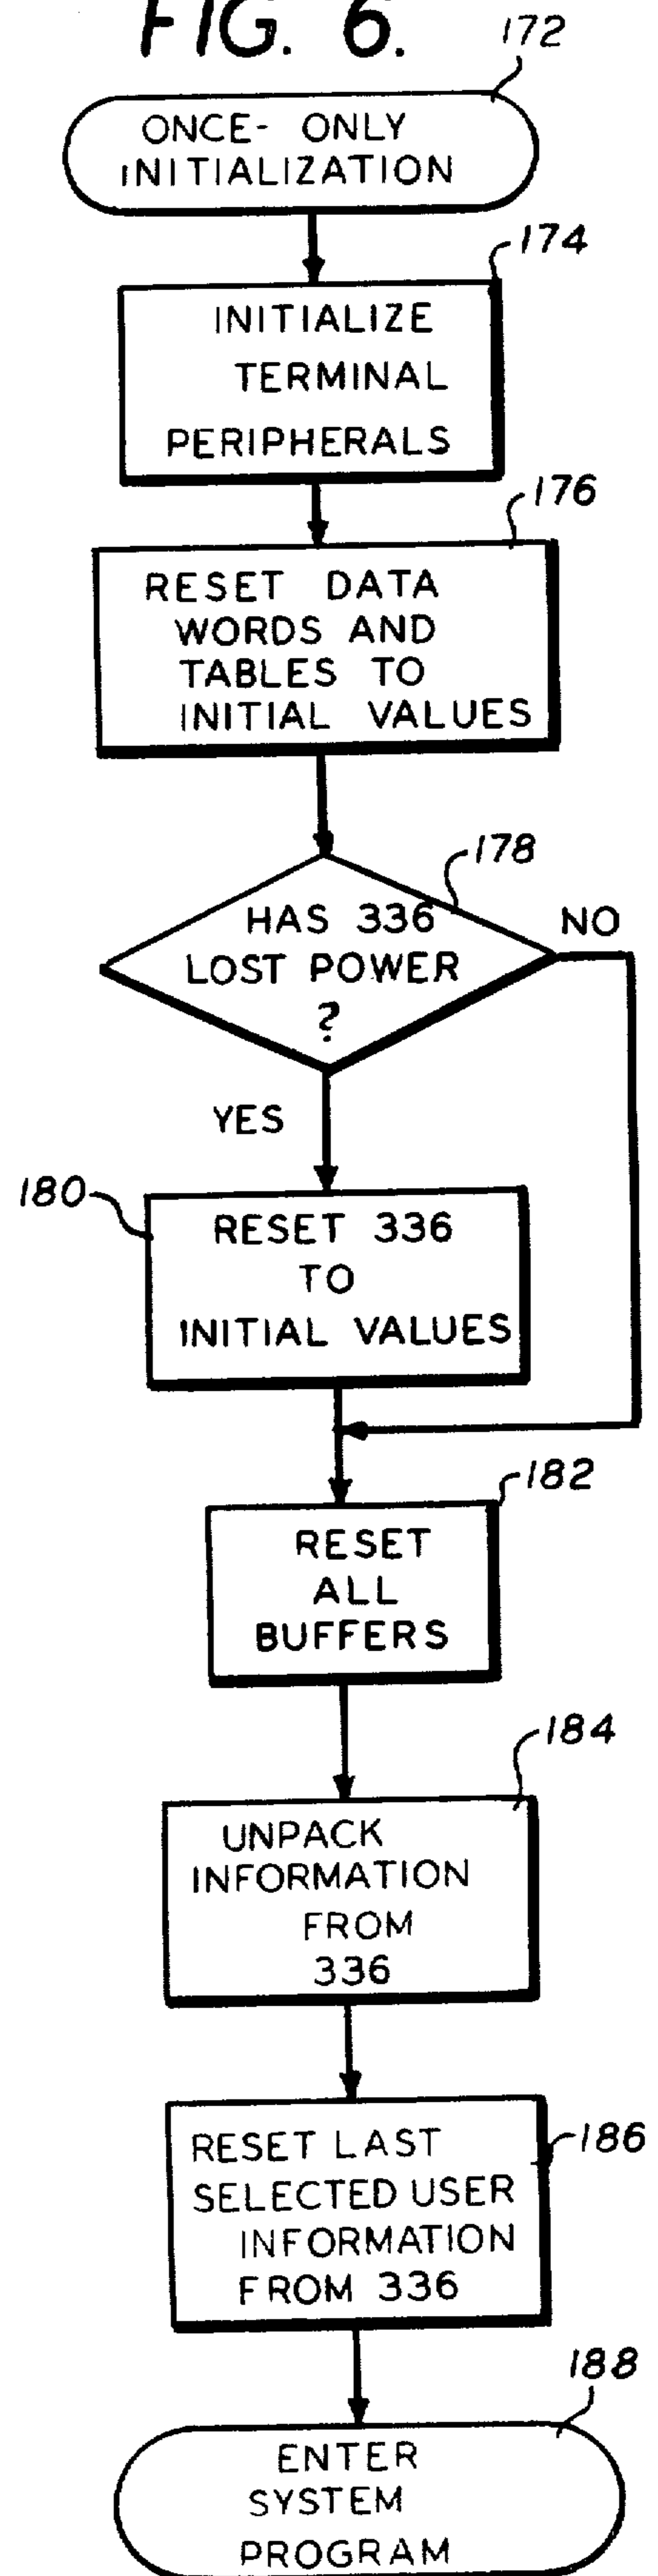 FIG. 6.
172
ONCE- ONLY
INITIALIZATION
174
INITIALIZE
TERMINAL
PERIPHERALS
176
RESET DATA
WORDS AND
TABLES TO
INITIAL VALUES
178
HAS 336
LOST POWER
?
NO
YES
180
RESET 336
TO
INITIAL VALUES
182
RESET
ALL
BUFFERS
184
UNPACK
INFORMATION
FROM
336
186
RESET LAST
SELECTED USER
INFORMATION
FROM 336
188
ENTER
SYSTEM
PROGRAM